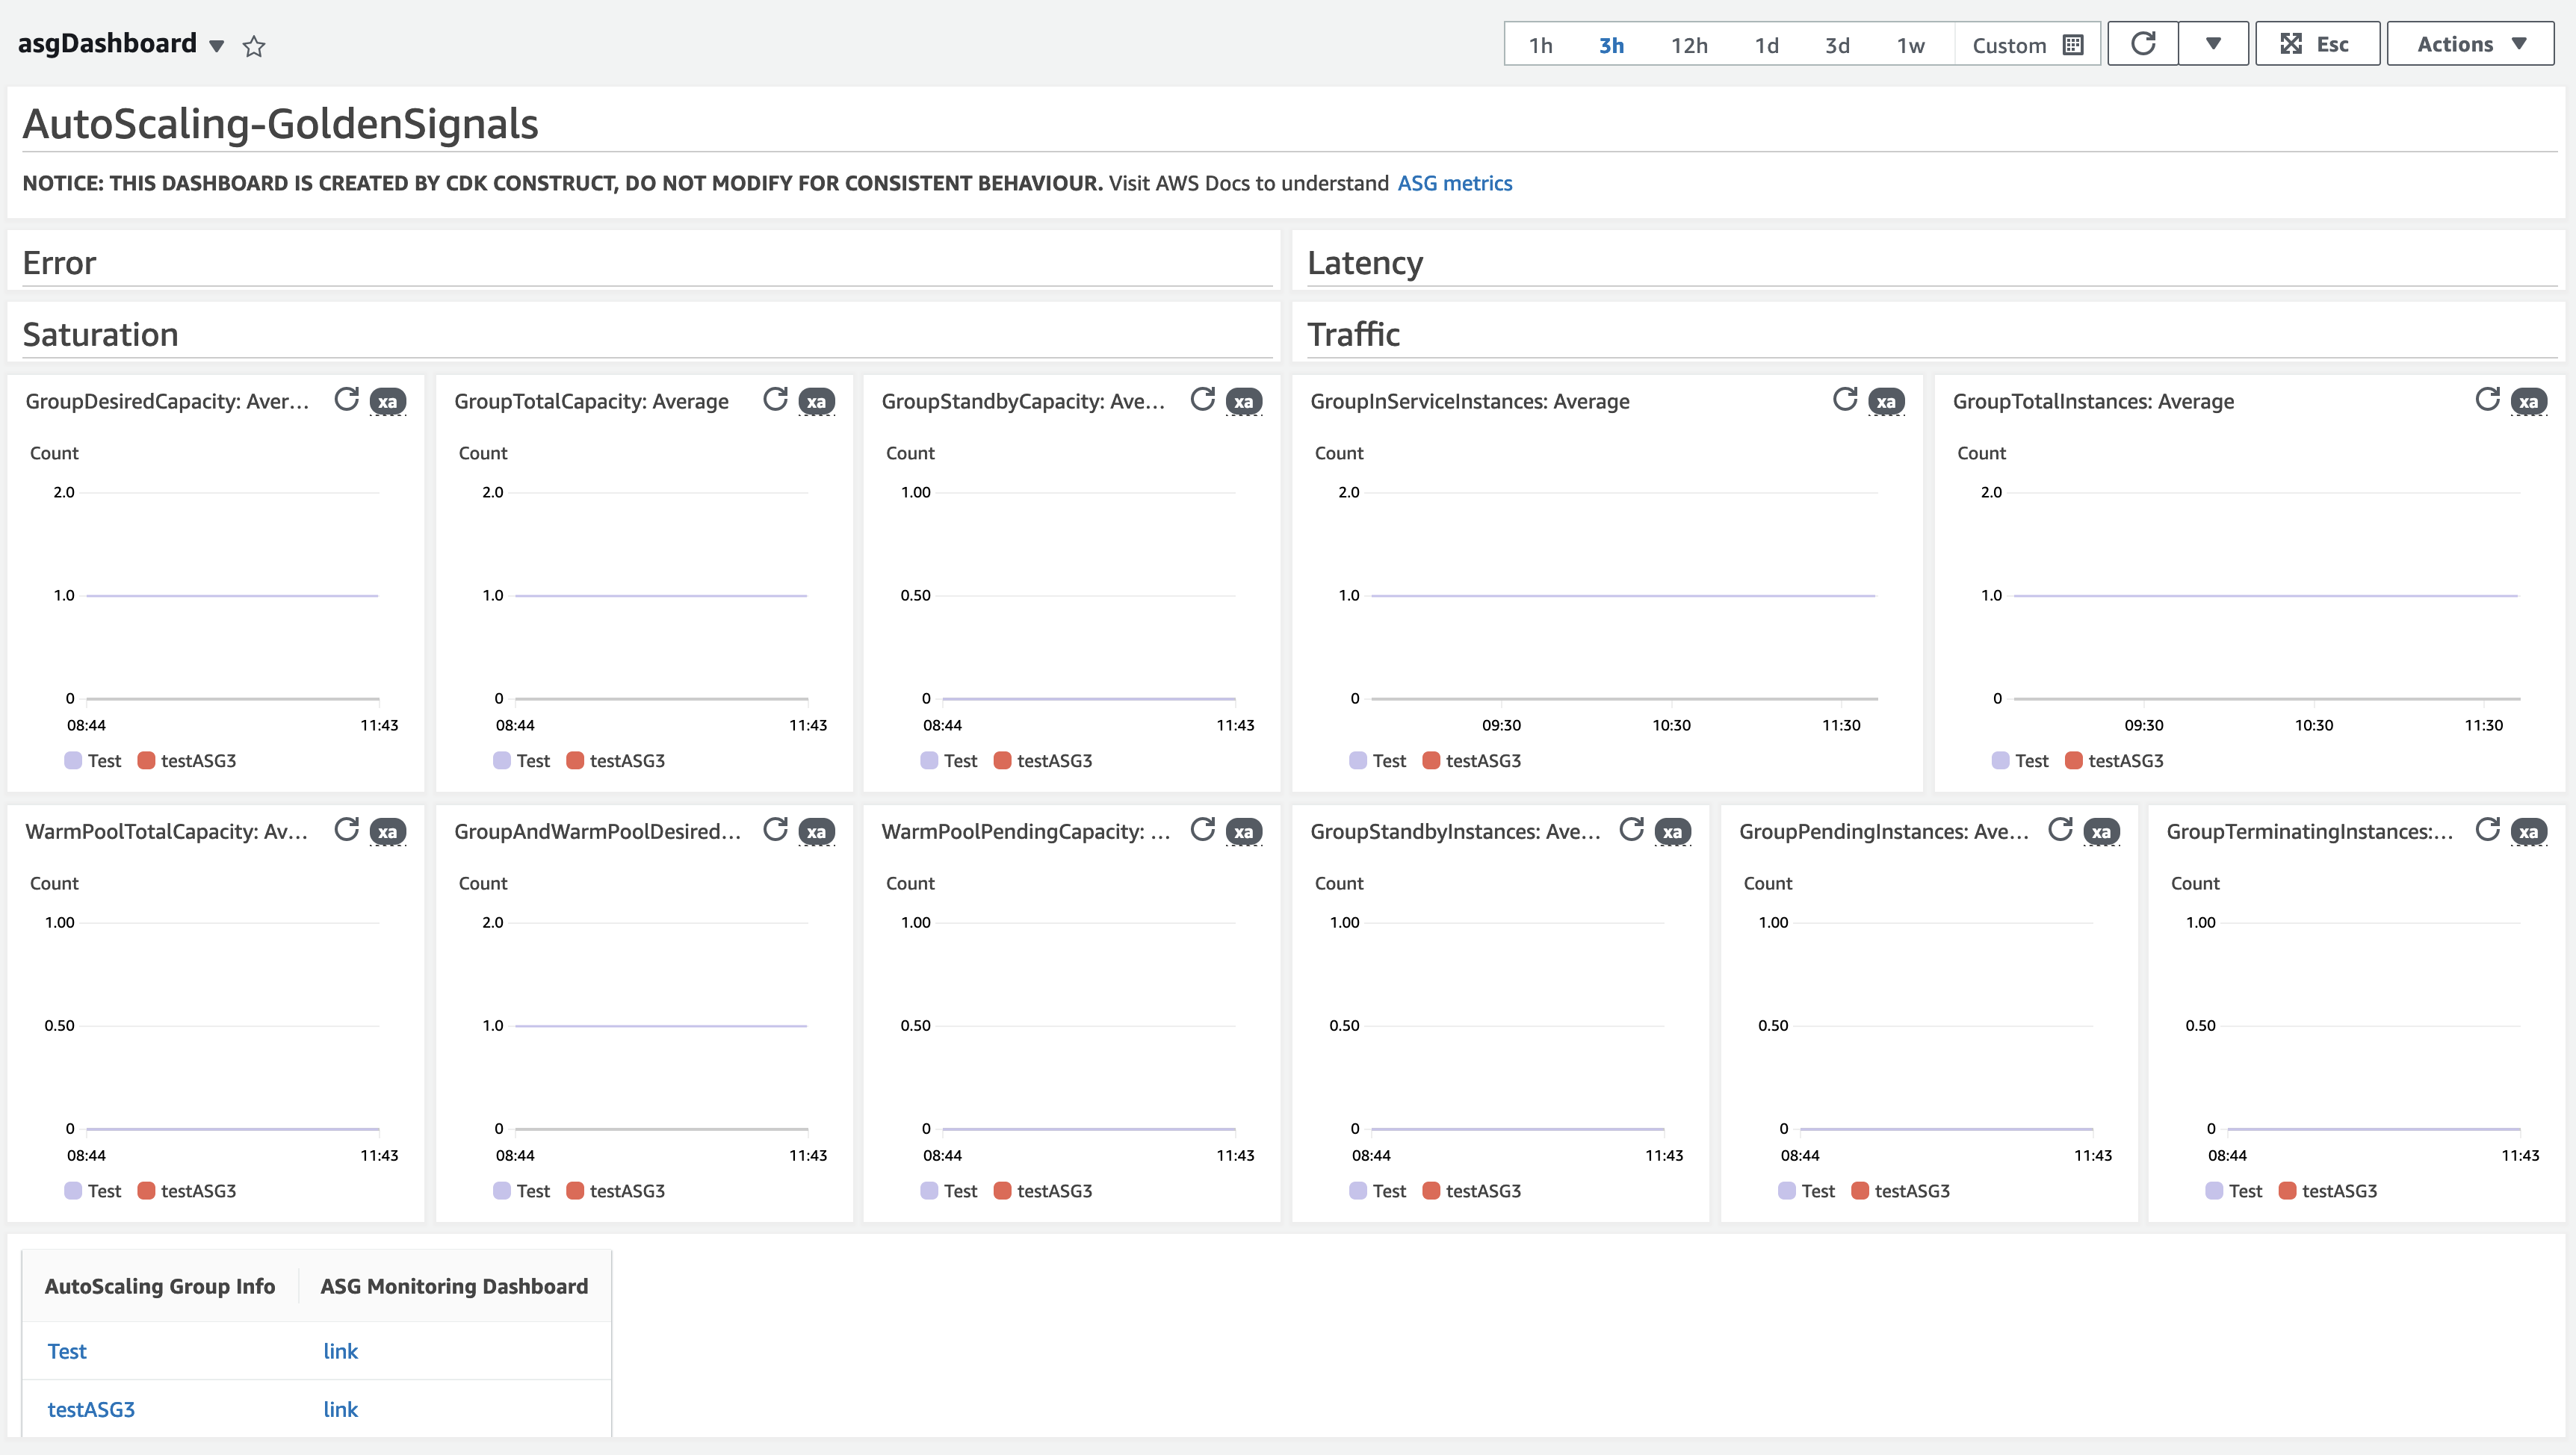 asgDashboard
1h 3h 12h 1d 3d 1w Custom Esc Actions
AutoScaling-GoldenSignals
NOTICE: THIS DASHBOARD IS CREATED BY CDK CONSTRUCT, DO NOT MODIFY FOR CONSISTENT BEHAVIOUR. Visit AWS Docs to understand ASG metrics
Error
Latency
Saturation
Traffic
GroupDesiredCapacity: Aver... xa
Count
2.0
1.0
0
08:44 11:43
Test testASG3
GroupTotalCapacity: Average xa
Count
2.0
1.0
0
08:44 11:43
Test testASG3
GroupStandbyCapacity: Ave... xa
Count
1.00
0.50
0
08:44 11:43
Test testASG3
GroupInServiceInstances: Average xa
Count
2.0
1.0
0
09:30 10:30 11:30
Test testASG3
GroupTotalInstances: Average xa
Count
2.0
1.0
0
09:30 10:30 11:30
Test testASG3
WarmPoolTotalCapacity: Av... xa
Count
1.00
0.50
0
08:44 11:43
Test testASG3
GroupAndWarmPoolDesired... xa
Count
2.0
1.0
0
08:44 11:43
Test testASG3
WarmPoolPendingCapacity: ... xa
Count
1.00
0.50
0
08:44 11:43
Test testASG3
GroupStandbyInstances: Ave... xa
Count
1.00
0.50
0
08:44 11:43
Test testASG3
GroupPendingInstances: Ave... xa
Count
1.00
0.50
0
08:44 11:43
Test testASG3
GroupTerminatingInstances:... xa
Count
1.00
0.50
0
08:44 11:43
Test testASG3
AutoScaling Group Info ASG Monitoring Dashboard
Test link
testASG3 link